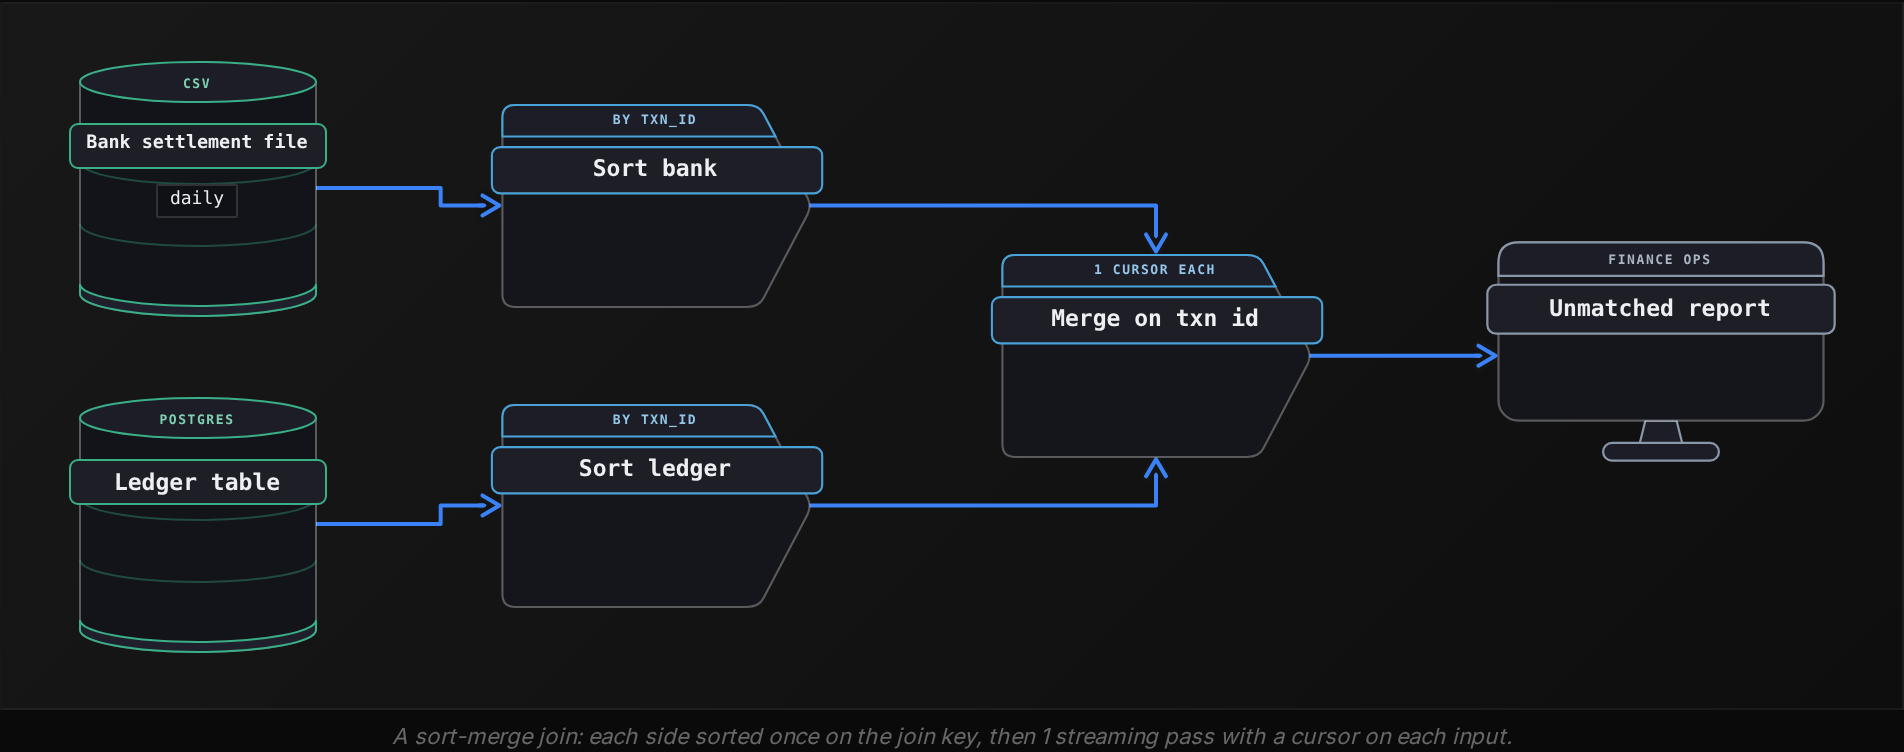 CSV
Bank settlement file
daily
BY TXN_ID
Sort bank
1 CURSOR EACH
Merge on txn id
FINANCE OPS
Unmatched report
POSTGRES
Ledger table
BY TXN_ID
Sort ledger
A sort-merge join: each side sorted once on the join key, then 1 streaming pass with a cursor on each input.